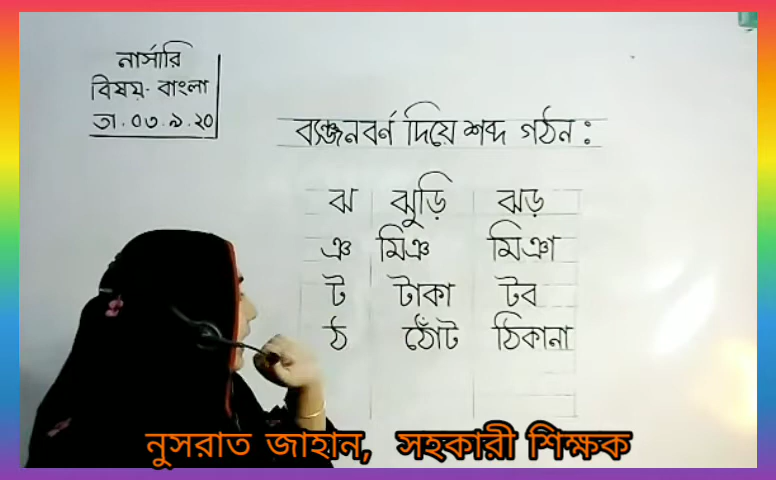 নার্সারি
বিষয়- বাংলা
তা . ০৩ . ৯ . ২০
ব্যঞ্জনবর্ণ দিয়ে শব্দ গঠন :
ঝ ঝুড়ি ঝড়
ঞ মিঞ মিঞা
ট টাকা টব
ঠ ঠোঁট ঠিকানা
নুসরাত জাহান, সহকারী শিক্ষক